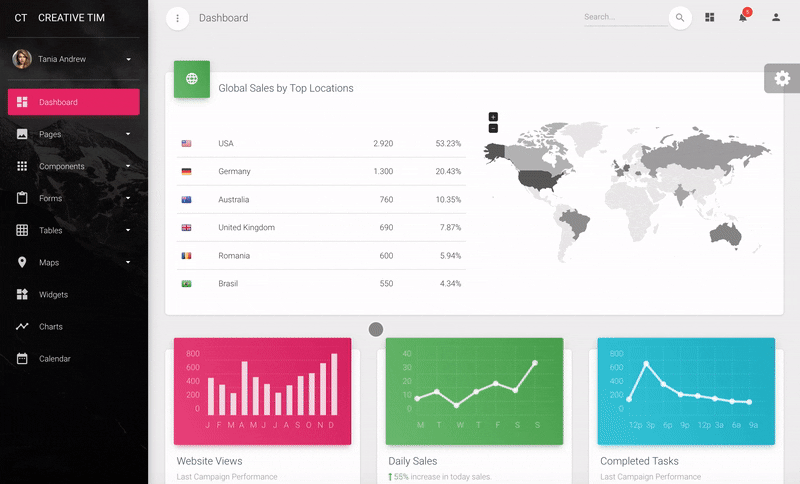 CT CREATIVE TIM
Tania Andrew
Dashboard
Pages
Components
Forms
Tables
Maps
Widgets
Charts
Calendar
Dashboard
Search...
5
Global Sales by Top Locations
USA 2.920 53.23%
Germany 1.300 20.43%
Australia 760 10.35%
United Kingdom 690 7.87%
Romania 600 5.94%
Brasil 550 4.34%
+
−
800
600
400
200
0
J F M A M J J A S O N D
Website Views
Last Campaign Performance
40
30
20
10
0
M T W T F S S
Daily Sales
55% increase in today sales.
800
600
400
200
0
12p 3p 6p 9p 12p 3a 6a 9a
Completed Tasks
Last Campaign Performance